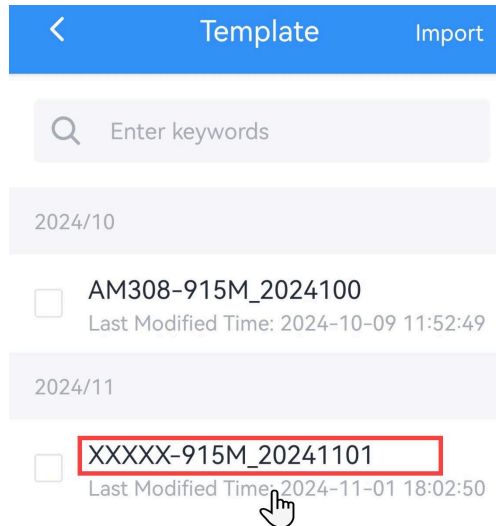 Template Import
Enter keywords
2024/10
AM308-915M_2024100
Last Modified Time: 2024-10-09 11:52:49
2024/11
XXXXX-915M_20241101
Last Modified Time: 2024-11-01 18:02:50